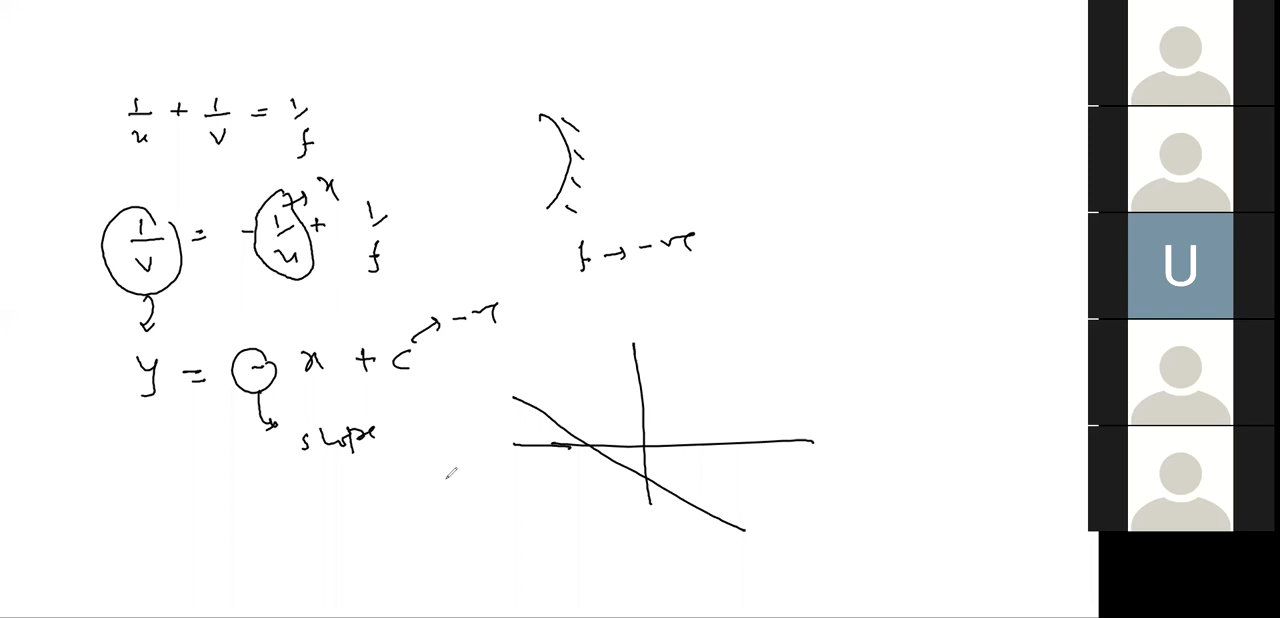 1/u + 1/v = 1/f
1/v = - 1/u + 1/f
→ x
f → -ve
y = - x + c → -ve
slope
U